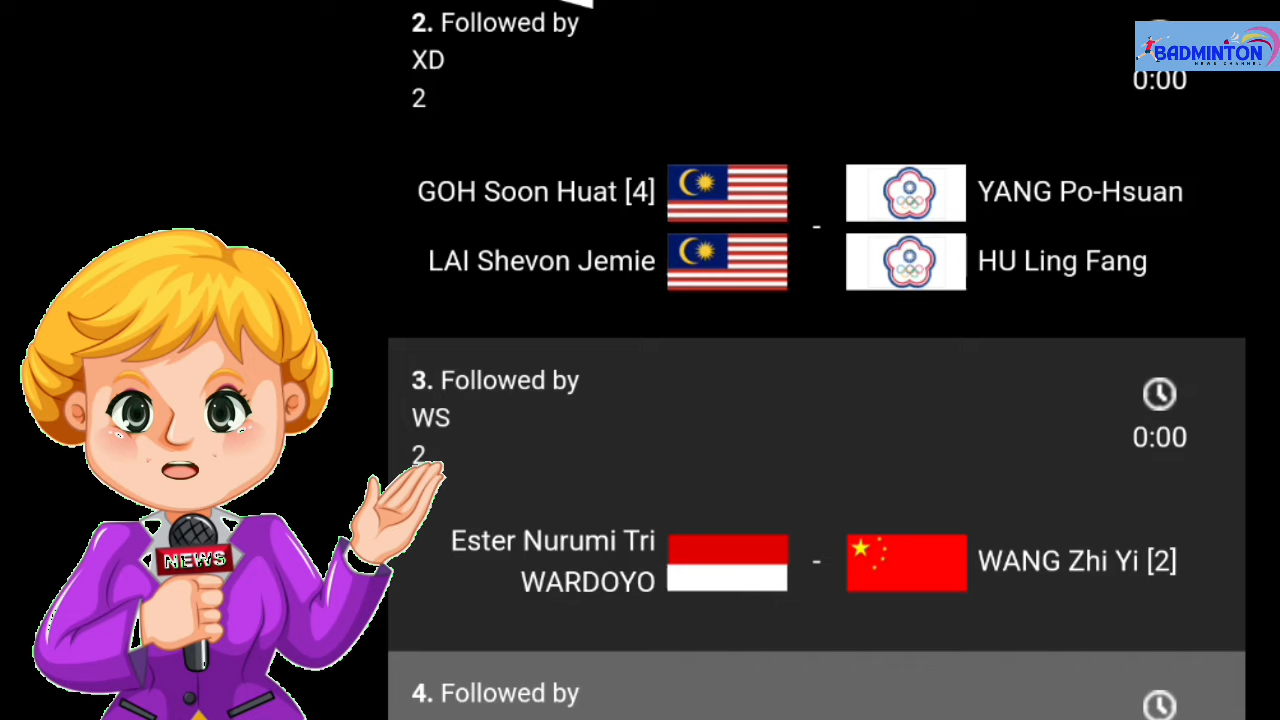 2. Followed by
XD
2
BADMINTON
NEWS CHANNEL
0:00
GOH Soon Huat [4]
-
YANG Po-Hsuan
LAI Shevon Jemie
HU Ling Fang
3. Followed by
WS
2
0:00
Ester Nurumi Tri
WARDOYO
-
WANG Zhi Yi [2]
NEWS
4. Followed by